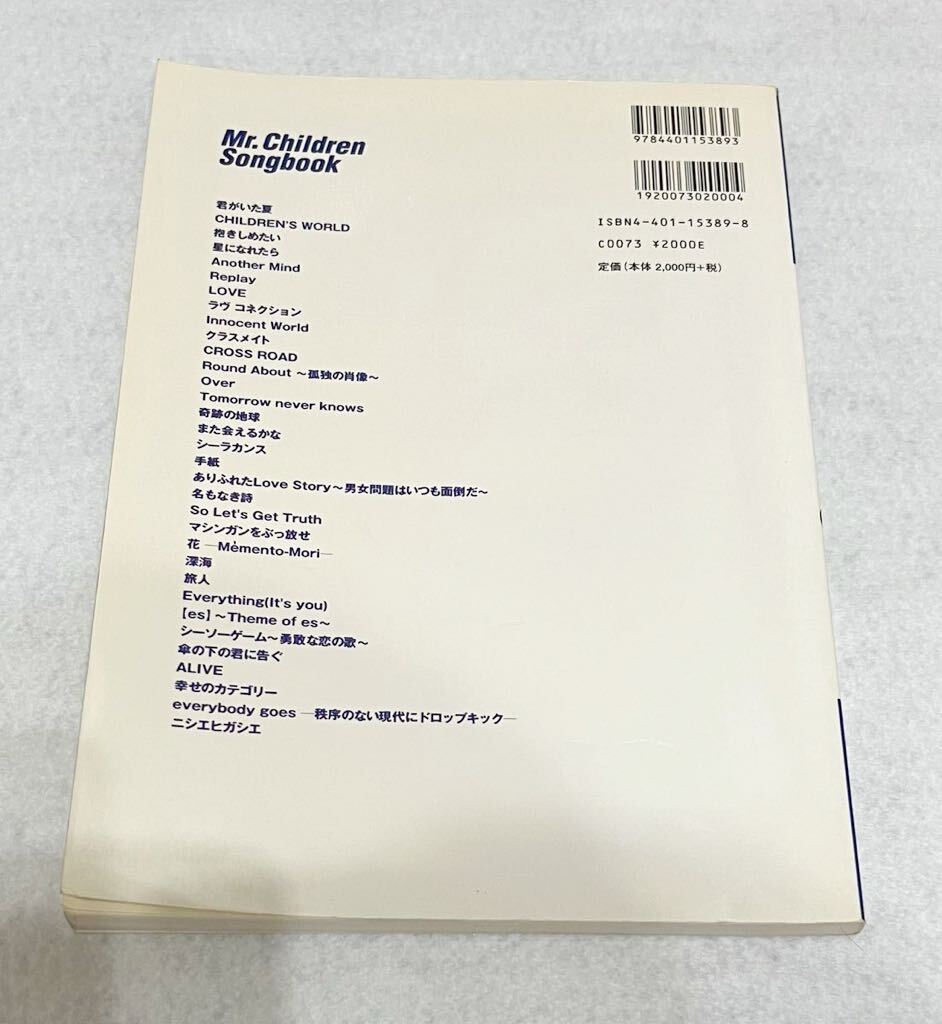 Mr. Children
Songbook
君がいた夏
CHILDREN'S WORLD
抱きしめたい
星になれたら
Another Mind
Replay
LOVE
ラヴ コネクション
Innocent World
クラスメイト
CROSS ROAD
Round About 〜孤独の肖像〜
Over
Tomorrow never knows
奇跡の地球
また会えるかな
シーラカンス
手紙
ありふれたLove Story〜男女問題はいつも面倒だ〜
名もなき詩
So Let's Get Truth
マシンガンをぶっ放せ
花 ―Mémento-Mori―
深海
旅人
Everything(It's you)
【es】〜Theme of es〜
シーソーゲーム〜勇敢な恋の歌〜
傘の下の君に告ぐ
ALIVE
幸せのカテゴリー
everybody goes ―秩序のない現代にドロップキック―
ニシエヒガシエ
9784401153893
1920073020004
ISBN4-401-15389-8
C0073 ¥2000E
定価（本体 2,000円+税）